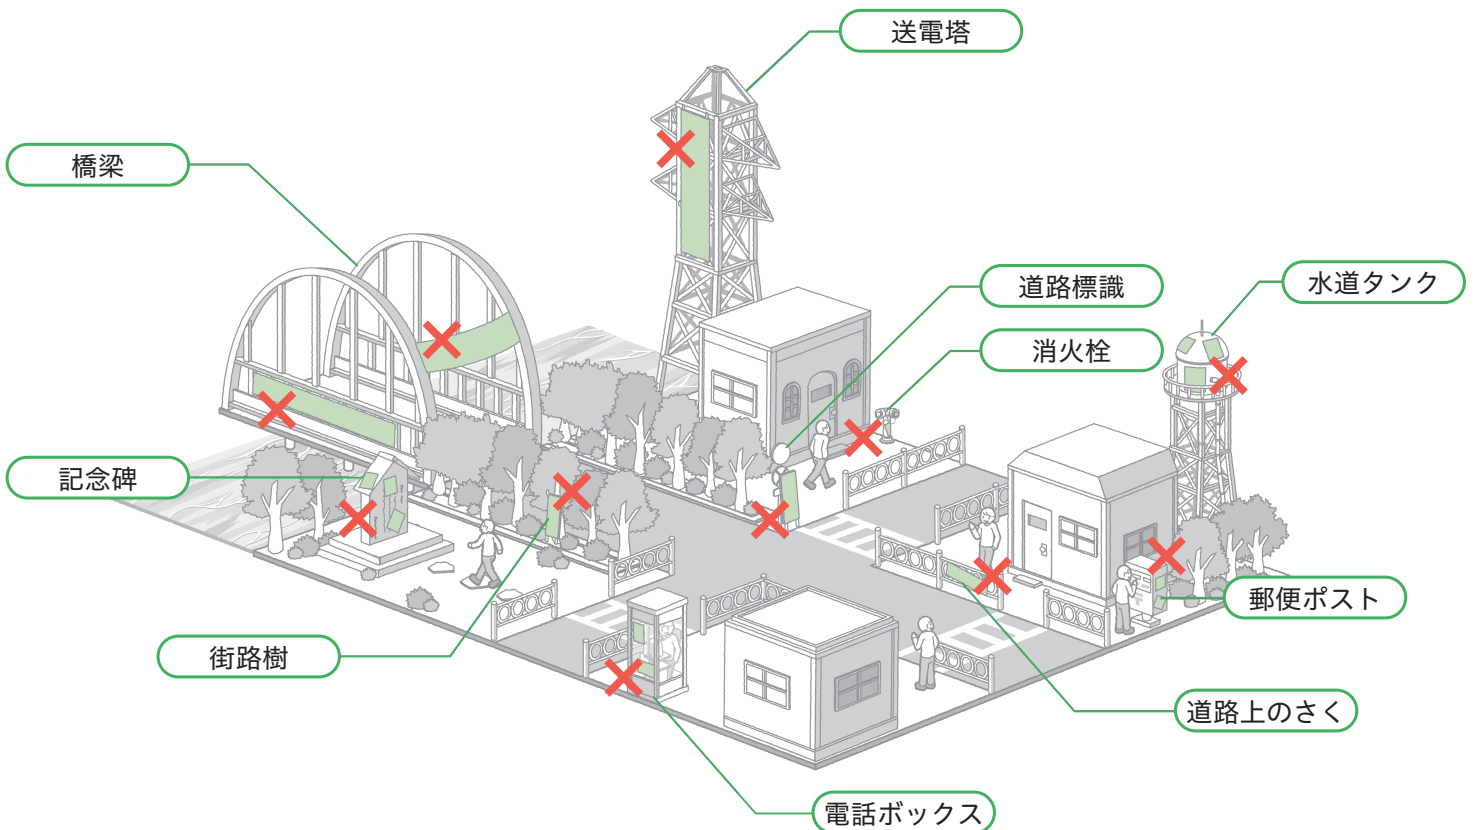 送電塔
橋梁
道路標識
水道タンク
消火栓
記念碑
郵便ポスト
街路樹
道路上のさく
電話ボックス